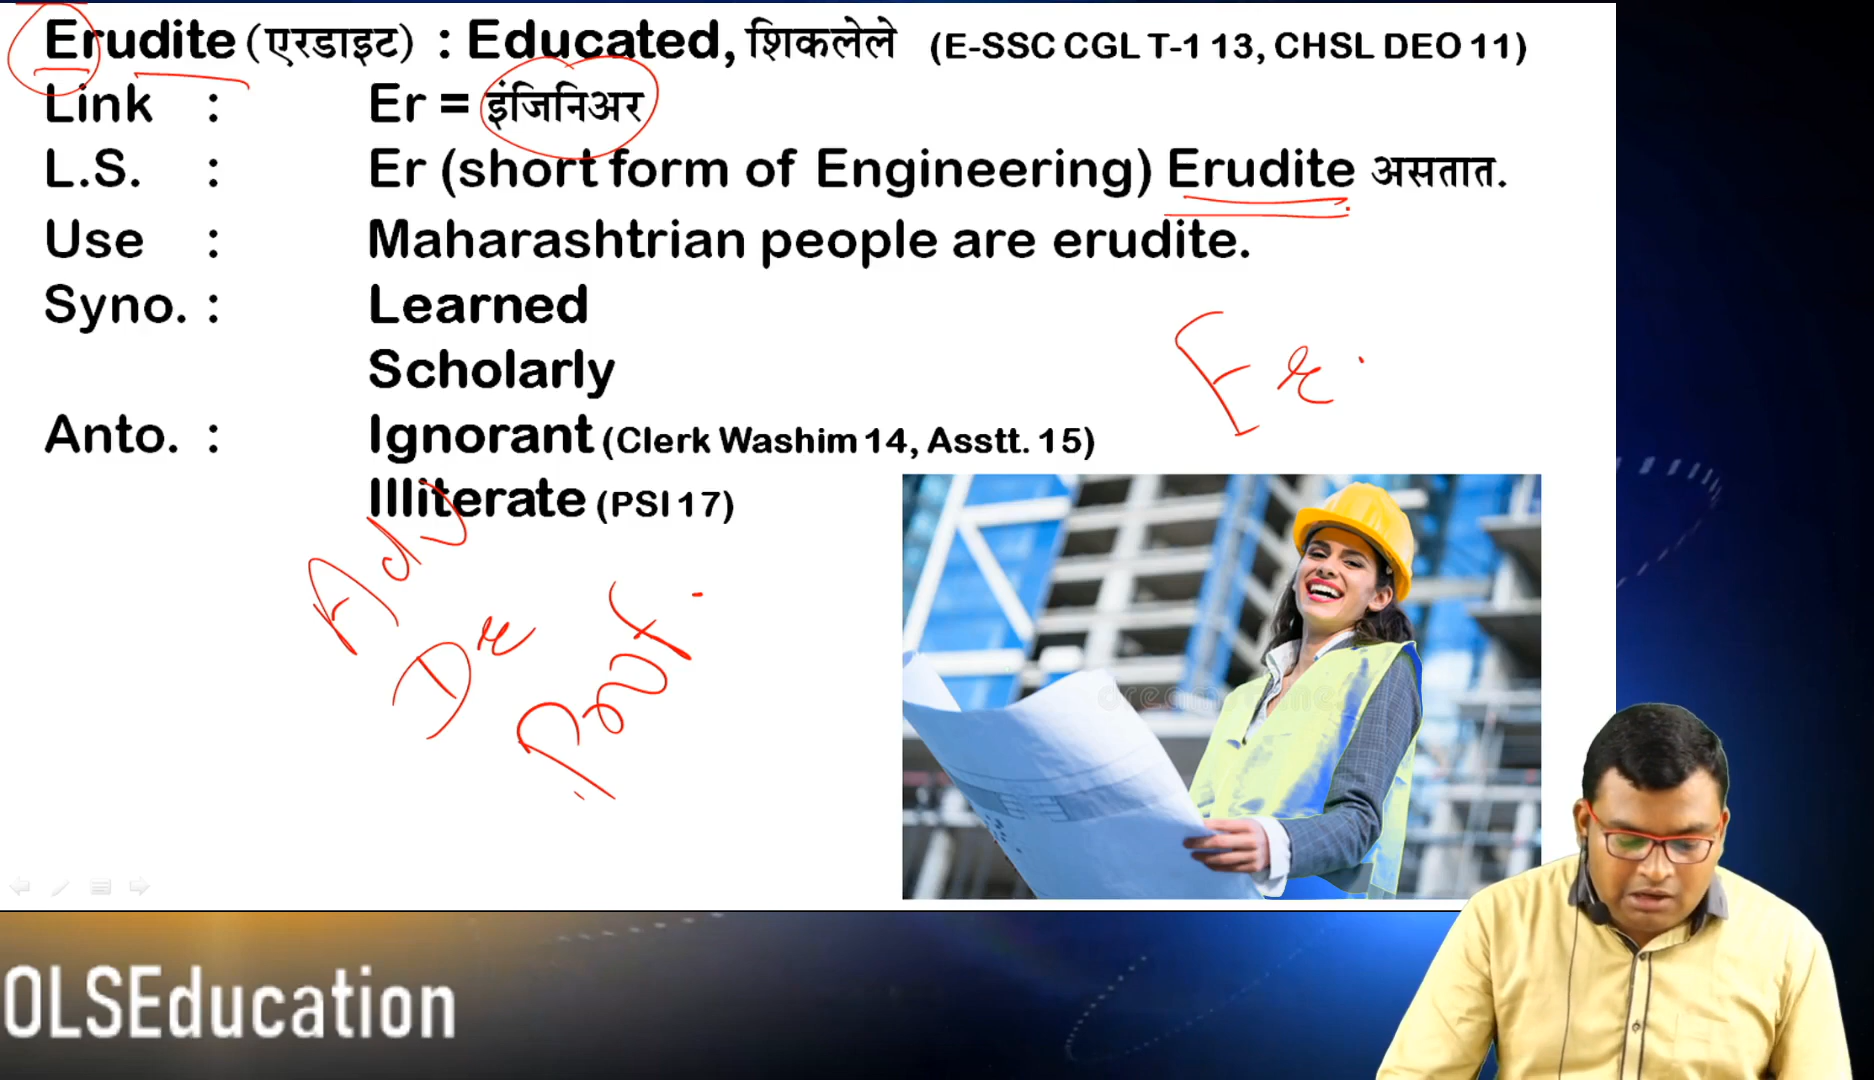 Erudite (एरडाइट) : Educated, शिकलेले (E-SSC CGL T-1 13, CHSL DEO 11)
Link : Er = इंजिनिअर
L.S. : Er (short form of Engineering) Erudite असतात.
Use : Maharashtrian people are erudite.
Syno. : Learned
Scholarly
Er.
Anto. : Ignorant (Clerk Washim 14, Asstt. 15)
Illiterate (PSI 17)
Adv
Dr
Prof.
dreamstime
OLSEducation